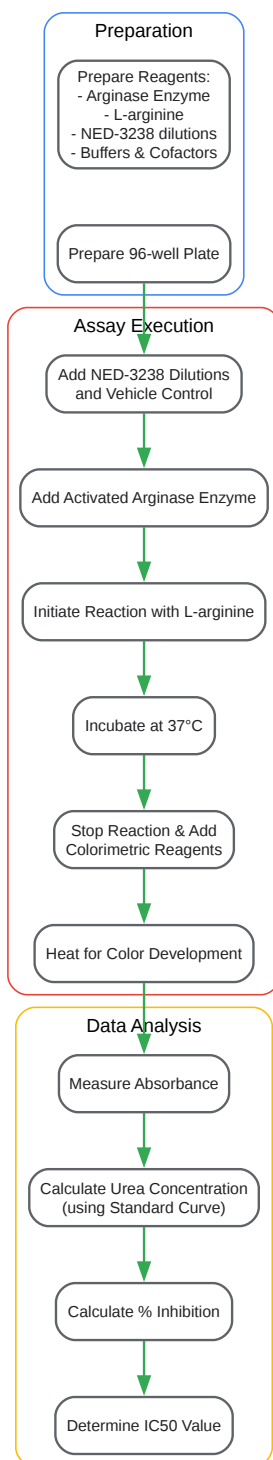 Preparation
Prepare Reagents:
- Arginase Enzyme
- L-arginine
- NED-3238 dilutions
- Buffers & Cofactors
Prepare 96-well Plate
Assay Execution
Add NED-3238 Dilutions
and Vehicle Control
Add Activated Arginase Enzyme
Initiate Reaction with L-arginine
Incubate at 37°C
Stop Reaction & Add
Colorimetric Reagents
Heat for Color Development
Data Analysis
Measure Absorbance
Calculate Urea Concentration
(using Standard Curve)
Calculate % Inhibition
Determine IC50 Value